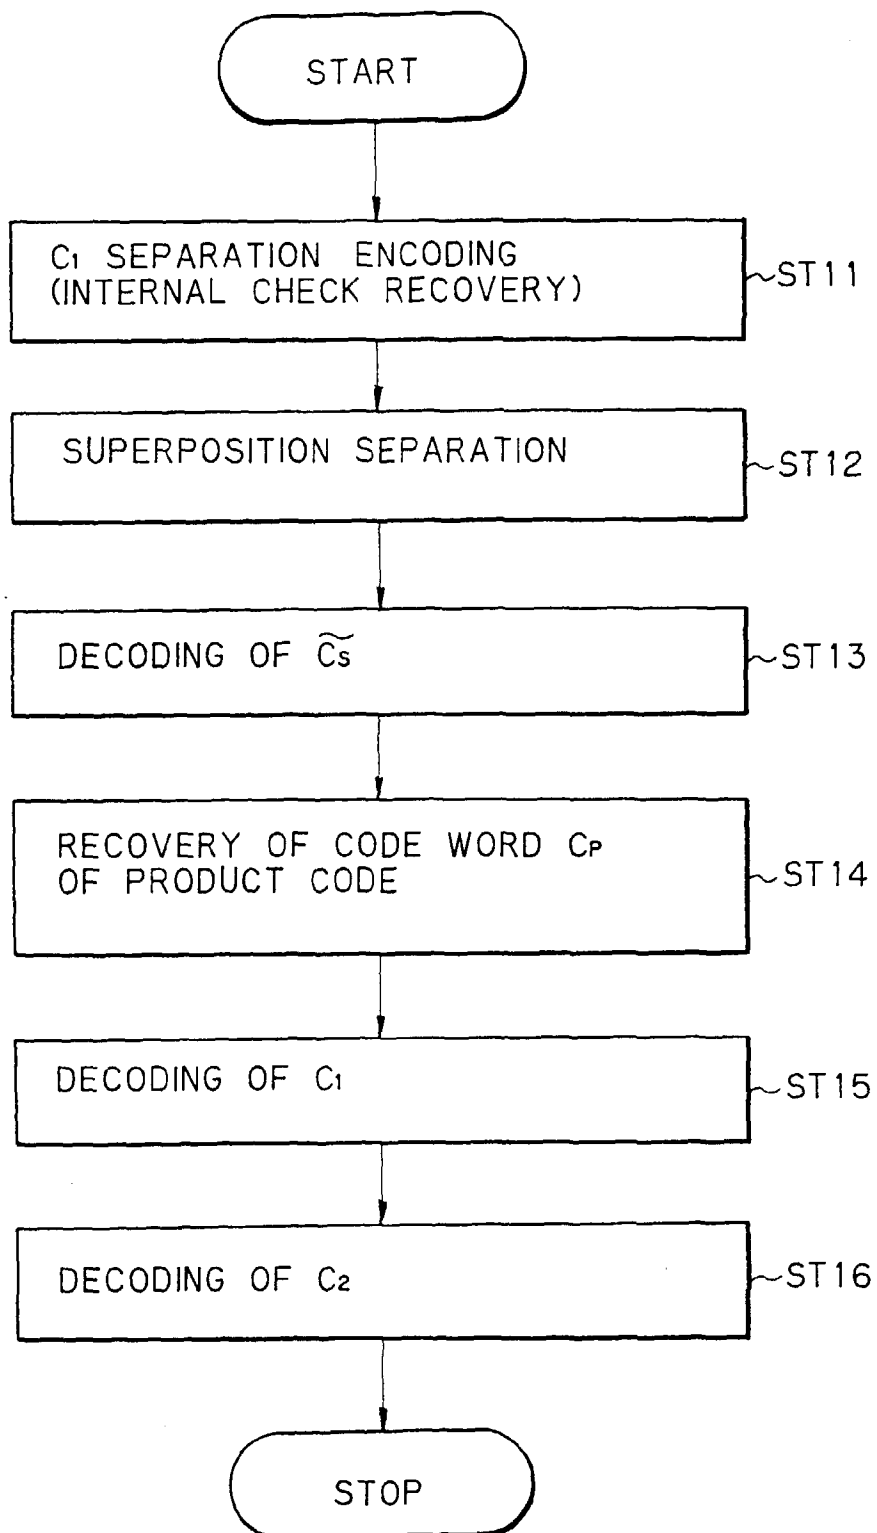 START
C₁ SEPARATION ENCODING
(INTERNAL CHECK RECOVERY)
ST11
SUPERPOSITION SEPARATION
ST12
DECODING OF C̃s
ST13
RECOVERY OF CODE WORD CP
OF PRODUCT CODE
ST14
DECODING OF C₁
ST15
DECODING OF C₂
ST16
STOP